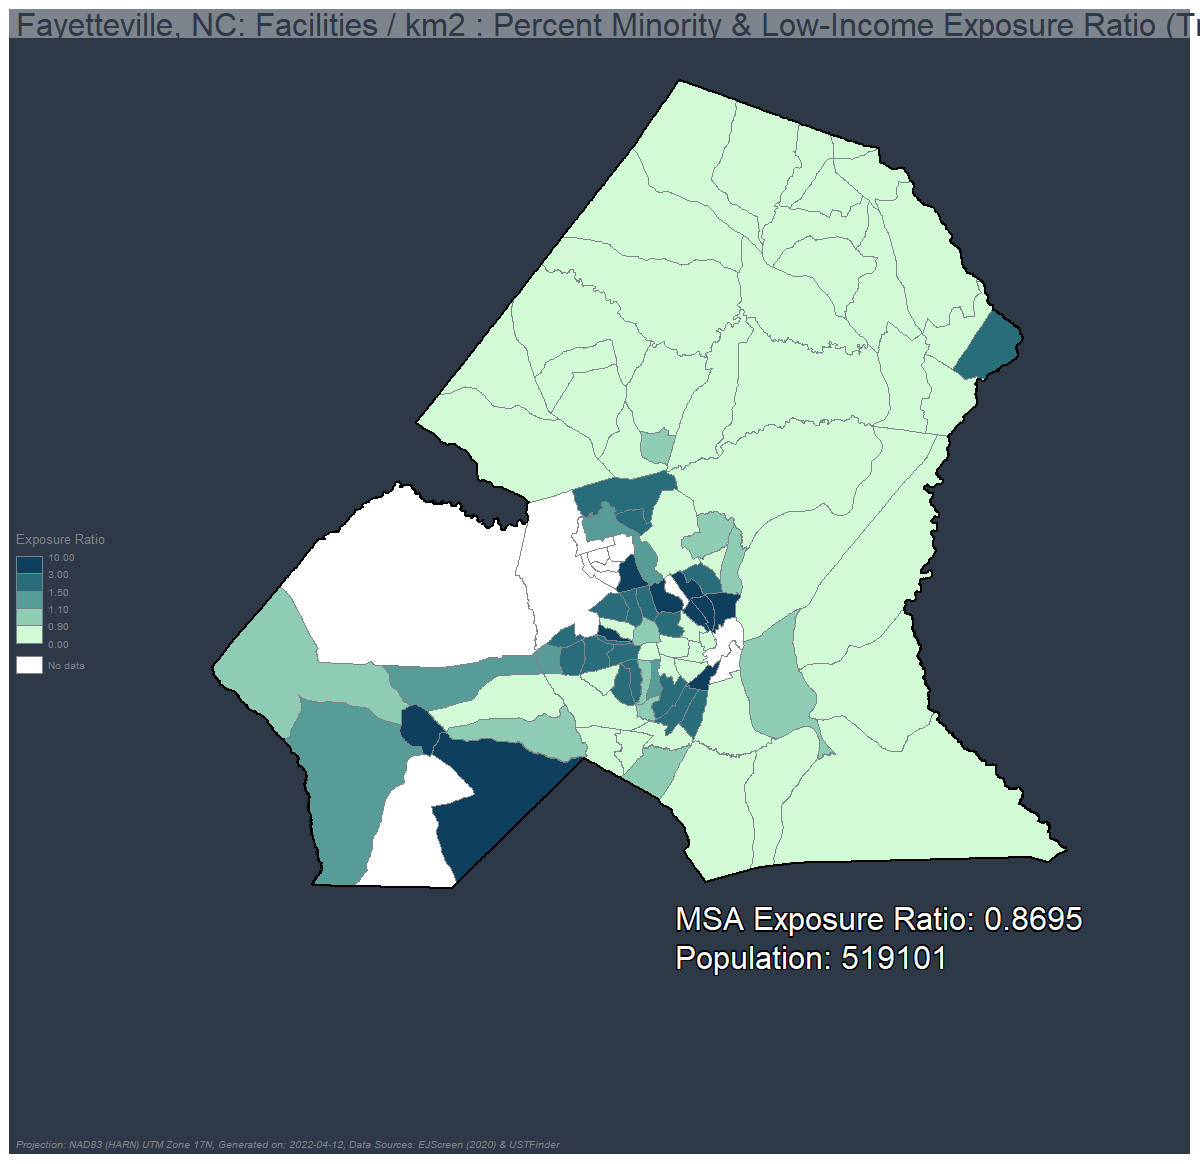 Fayetteville, NC: Facilities / km2 : Percent Minority & Low-Income Exposure Ratio (Tr
Exposure Ratio
10.00
3.00
1.50
1.10
0.90
0.00
No data
MSA Exposure Ratio: 0.8695
Population: 519101
Projection: NAD83 (HARN) UTM Zone 17N, Generated on: 2022-04-12, Data Sources: EJScreen (2020) & USTFinder